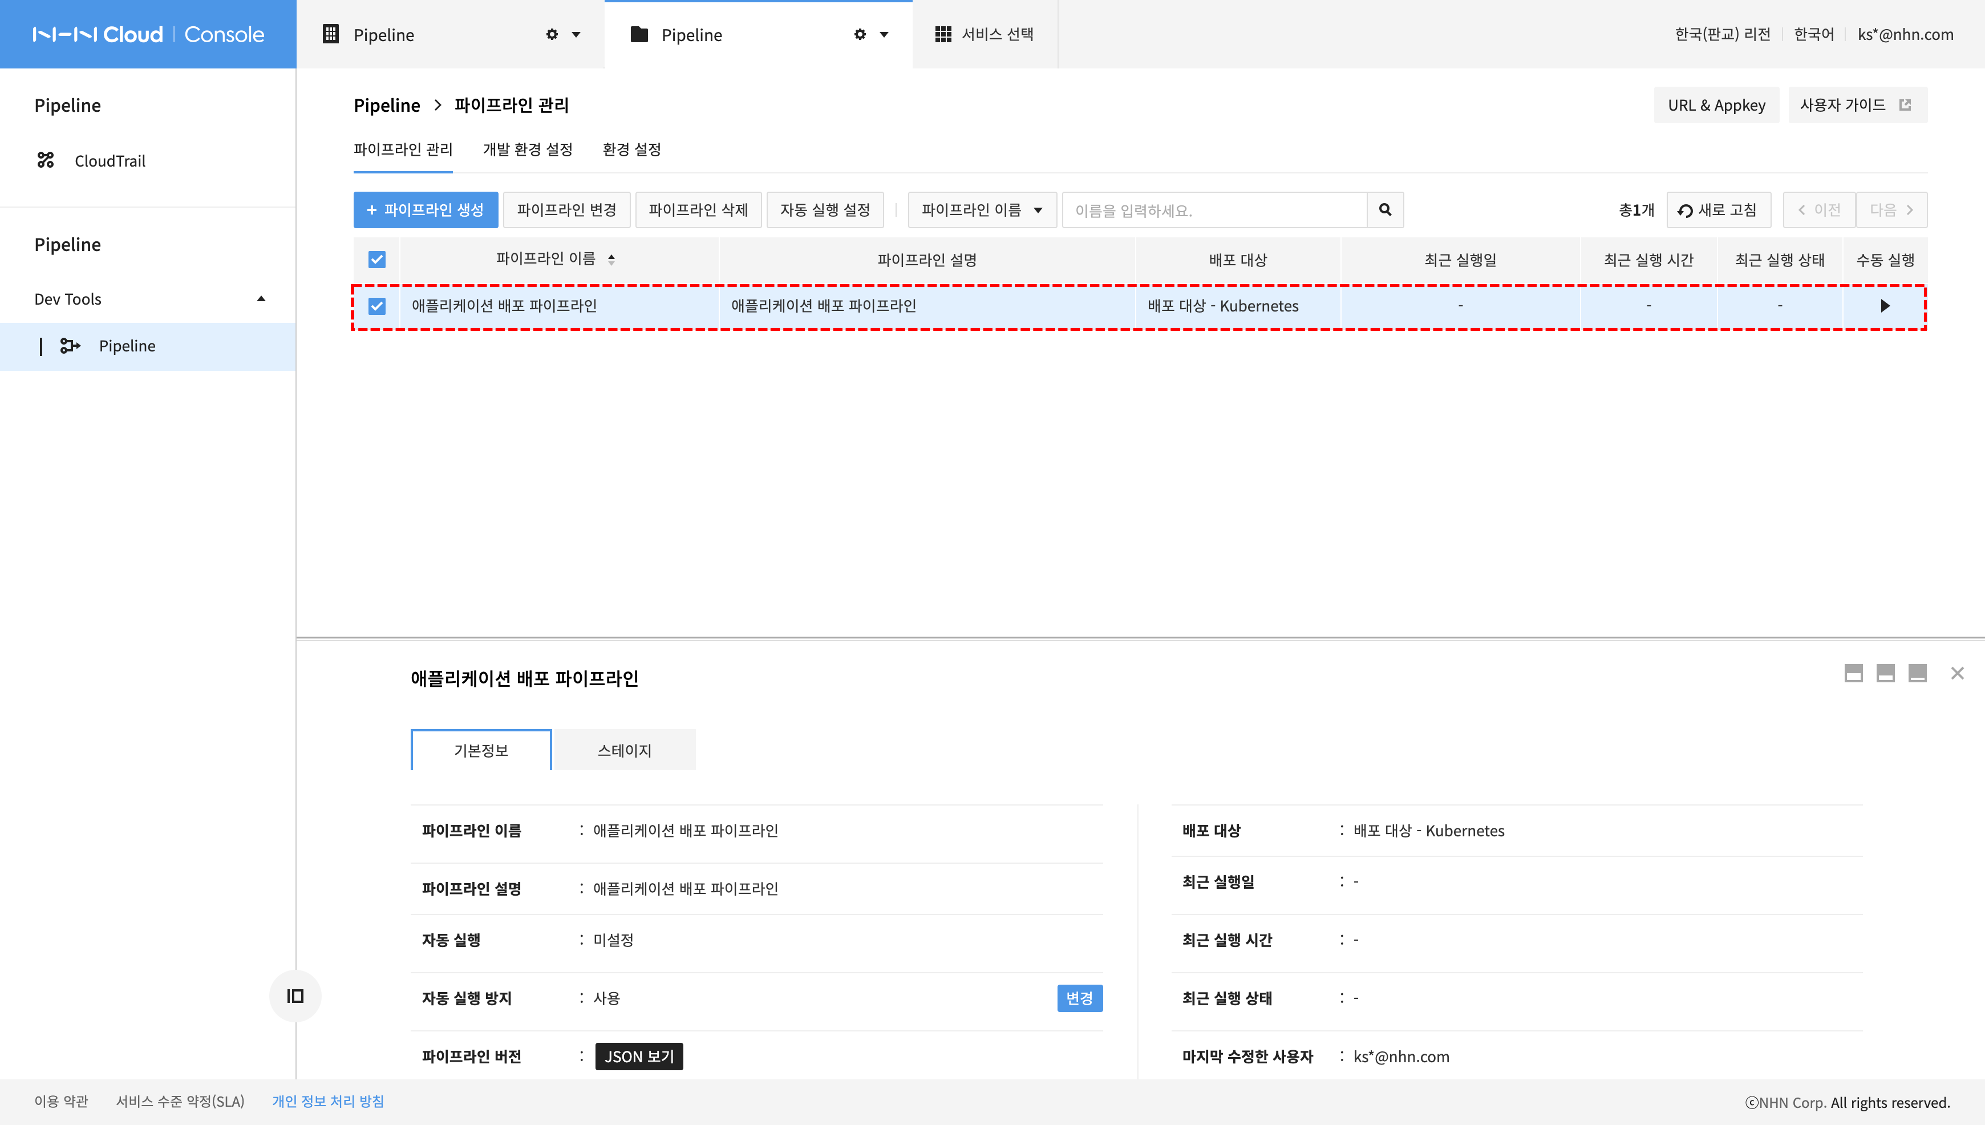 NHN Cloud | Console
Pipeline
Pipeline
서비스 선택
한국(판교) 리전
한국어
ks*@nhn.com
Pipeline
CloudTrail
Pipeline
Dev Tools
Pipeline
Pipeline > 파이프라인 관리
URL & Appkey
사용자 가이드
파이프라인 관리
개발 환경 설정
환경 설정
+ 파이프라인 생성
파이프라인 변경
파이프라인 삭제
자동 실행 설정
파이프라인 이름
이름을 입력하세요.
총1개
새로 고침
< 이전
다음 >
파이프라인 이름
파이프라인 설명
배포 대상
최근 실행일
최근 실행 시간
최근 실행 상태
수동 실행
애플리케이션 배포 파이프라인
애플리케이션 배포 파이프라인
배포 대상 - Kubernetes
-
-
-
애플리케이션 배포 파이프라인
기본정보
스테이지
파이프라인 이름 : 애플리케이션 배포 파이프라인
파이프라인 설명 : 애플리케이션 배포 파이프라인
자동 실행 : 미설정
자동 실행 방지 : 사용
변경
파이프라인 버전 : JSON 보기
배포 대상 : 배포 대상 - Kubernetes
최근 실행일 : -
최근 실행 시간 : -
최근 실행 상태 : -
마지막 수정한 사용자 : ks*@nhn.com
이용 약관
서비스 수준 약정(SLA)
개인 정보 처리 방침
ⓒNHN Corp. All rights reserved.